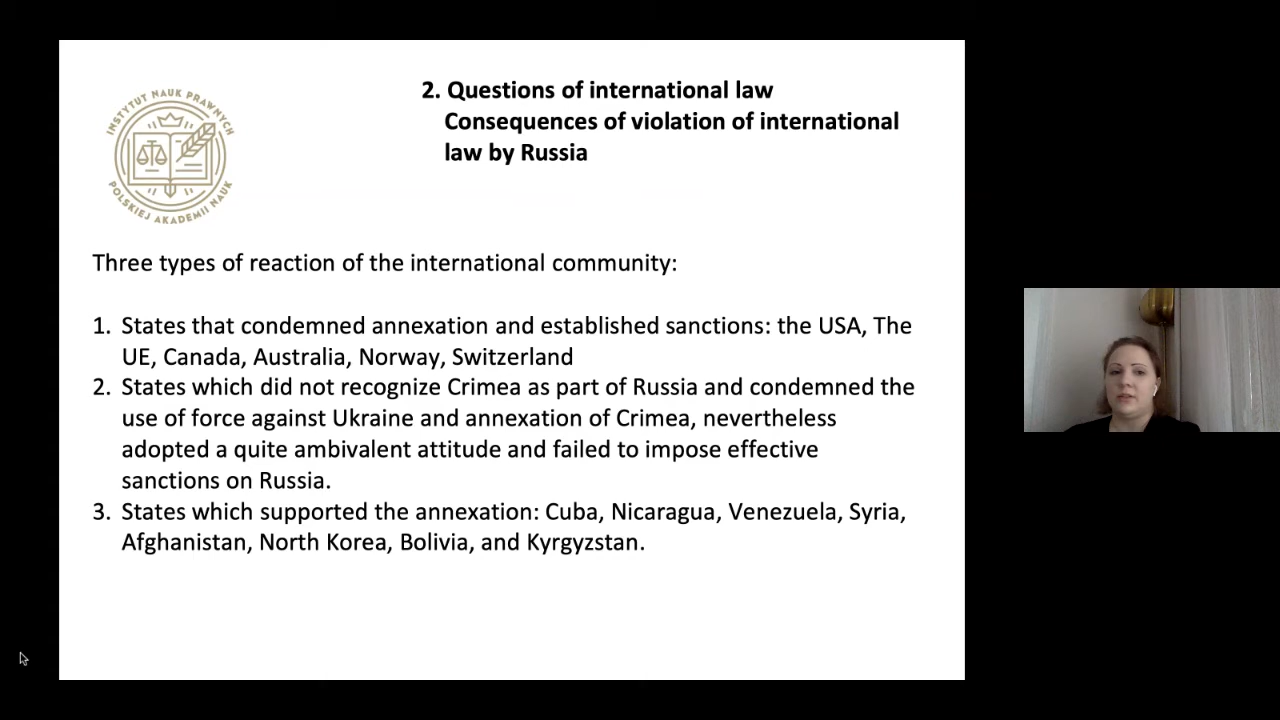 INSTYTUT NAUK PRAWNYCH
POLSKIEJ AKADEMII NAUK
2. Questions of international law
Consequences of violation of international
law by Russia
Three types of reaction of the international community:
1. States that condemned annexation and established sanctions: the USA, The
UE, Canada, Australia, Norway, Switzerland
2. States which did not recognize Crimea as part of Russia and condemned the
use of force against Ukraine and annexation of Crimea, nevertheless
adopted a quite ambivalent attitude and failed to impose effective
sanctions on Russia.
3. States which supported the annexation: Cuba, Nicaragua, Venezuela, Syria,
Afghanistan, North Korea, Bolivia, and Kyrgyzstan.